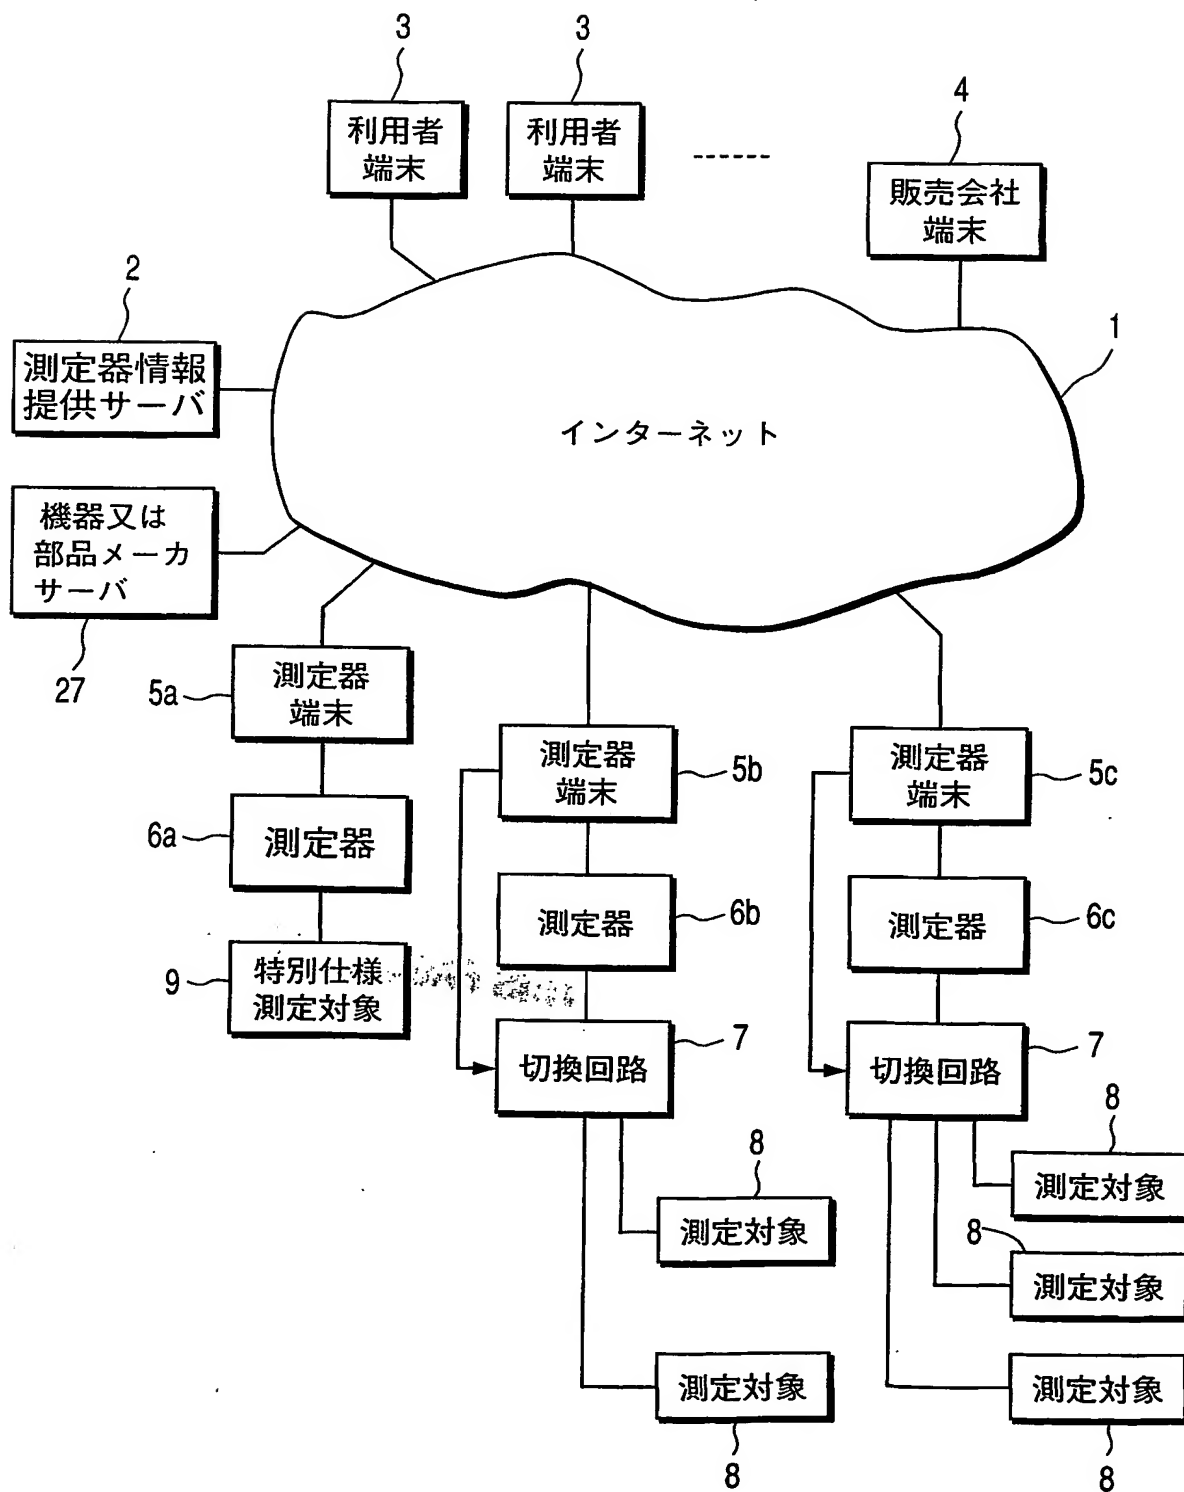 3
3
利用者
端末
利用者
端末
4
販売会社
端末
2
測定器情報
提供サーバ
1
インターネット
機器又は
部品メーカ
サーバ
27
5a
測定器
端末
測定器
端末
5b
測定器
端末
5c
6a
測定器
測定器
6b
測定器
6c
9
特別仕様
測定対象
7
切換回路
7
切換回路
8
測定対象
8
測定対象
8
測定対象
測定対象
8
測定対象
8